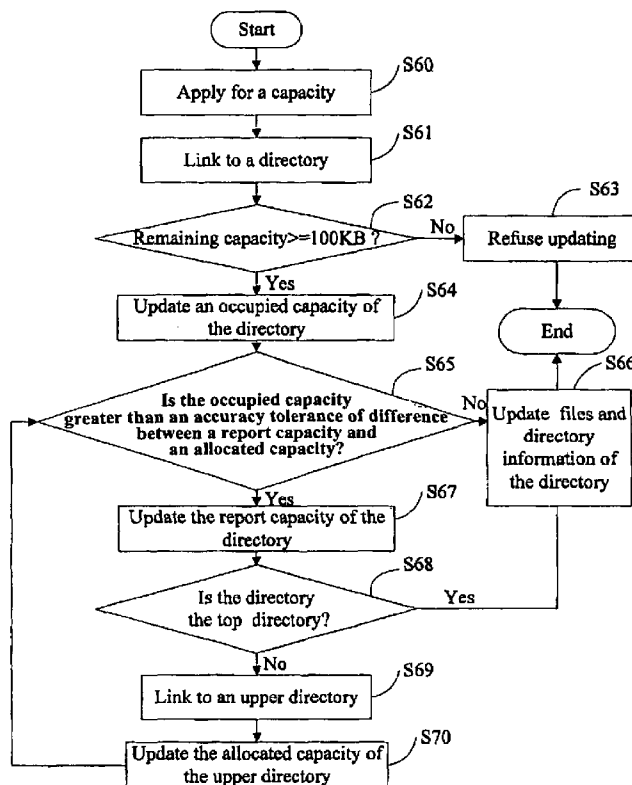 Start
S60
Apply for a capacity
S61
Link to a directory
S62
Remaining capacity>=100KB ?
No
S63
Refuse updating
Yes
S64
Update an occupied capacity of
the directory
End
S65
S66
Is the occupied capacity
greater than an accuracy tolerance of difference
between a report capacity and
an allocated capacity?
No
Update files and
directory
information of
the directory
Yes
S67
Update the report capacity of the
directory
S68
Is the directory
the top directory?
Yes
No
S69
Link to an upper directory
S70
Update the allocated capacity of
the upper directory